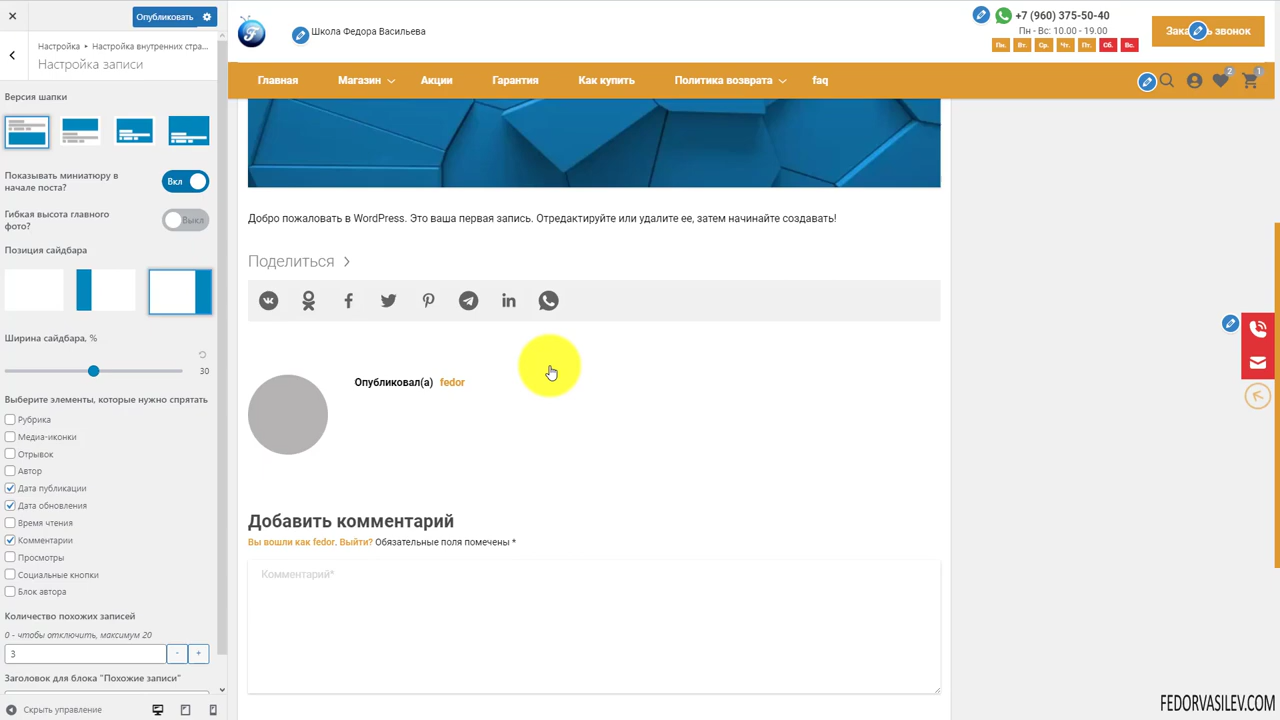 Опубликовать
Настройка ▸ Настройка внутренних стра...
Настройка записи
Версия шапки
Показывать миниатюру в
начале поста?
Вкл
Гибкая высота главного
фото?
Выкл
Позиция сайдбара
Ширина сайдбара, %
30
Выберите элементы, которые нужно спрятать
Рубрика
Медиа-иконки
Отрывок
Автор
Дата публикации
Дата обновления
Время чтения
Комментарии
Просмотры
Социальные кнопки
Блок автора
Количество похожих записей
0 - чтобы отключить, максимум 20
3
- +
Заголовок для блока "Похожие записи"
Скрыть управление
Школа Федора Васильева
+7 (960) 375-50-40
Пн - Вс: 10.00 - 19.00
Пн. Вт. Ср. Чт. Пт. Сб. Вс.
звонок
Главная Магазин Акции Гарантия Как купить Политика возврата faq
2 1
Добро пожаловать в WordPress. Это ваша первая запись. Отредактируйте или удалите ее, затем начинайте создавать!
Поделиться
Опубликовал(а) fedor
Добавить комментарий
Вы вошли как fedor. Выйти? Обязательные поля помечены *
Комментарий*
FEDORVASILEV.COM